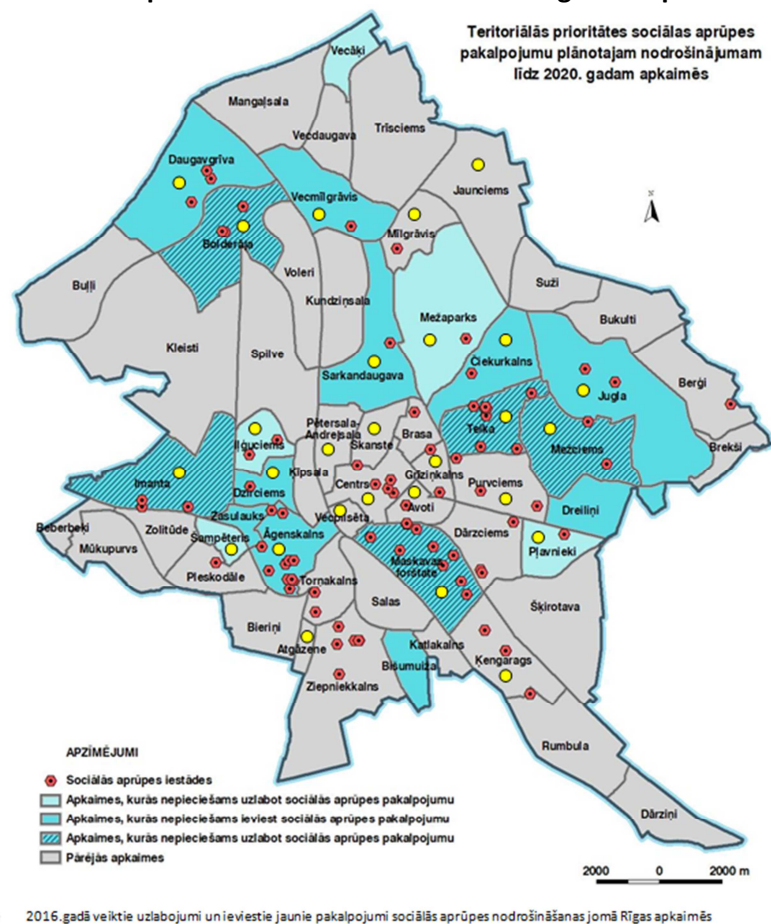 Teritoriālās prioritātes sociālas aprūpes
pakalpojumu plānotajam nodrošinājumam
līdz 2020. gadam apkaimēs
Vecāķi
Mangaļsala
Vecdaugava
Trīsciems
Daugavgrīva
Jaunciems
Vecmīlgrāvis
Mīlgrāvis
Bolderāja
Voleri
Buļļi
Kundziņsala
Suži
Mežaparks
Bukulti
Kleisti
Spilve
Čiekurkalns
Sarkandaugava
Jugla
Berģi
Pētersala-
Andrejsala
Skanste
Brasa
Teika
Iļģuciems
Mežciems
Brekši
Ķīpsala
Grīziņkalns
Imanta
Dzirciems
Centrs
Purvciems
Avoti
Zasulauks
Vecpilsēta
Dreiliņi
Beberbeķi
Zolitūde
Āgenskalns
Dārzciems
Mūkupurvs
Šampēteris
Pļavnieki
Maskavas
forštate
Pleskodāle
Torņakalns
Salas
Šķirotava
Bieriņi
Atgāzene
Katlakalns
Bišumuiža
Ķengarags
Ziepniekkalns
Rumbula
Dārziņi
APZĪMĒJUMI
Sociālās aprūpes iestādes
Apkaimes, kurās nepieciešams uzlabot sociālās aprūpes pakalpojumu
Apkaimes, kurās nepieciešams ieviest sociālās aprūpes pakalpojumu
Apkaimes, kurās nepieciešams uzlabot sociālās aprūpes pakalpojumu
Pārējās apkaimes
2000 0 2000 m
2016.gadā veiktie uzlabojumi un ieviestie jaunie pakalpojumi sociālās aprūpes nodrošināšanas jomā Rīgas apkaimēs